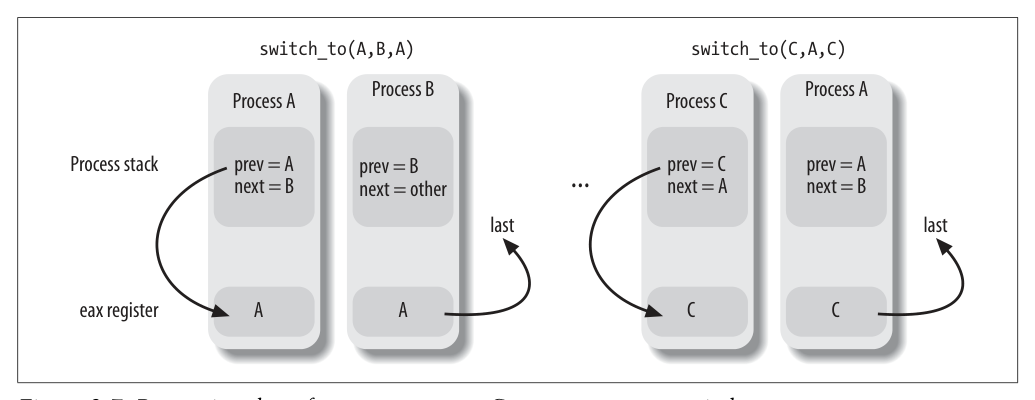 switch_to(A,B,A)
switch_to(C,A,C)
Process A
Process B
Process C
Process A
Process stack
prev = A
next = B
prev = B
next = other
...
prev = C
next = A
prev = A
next = B
last
last
eax register
A
A
C
C